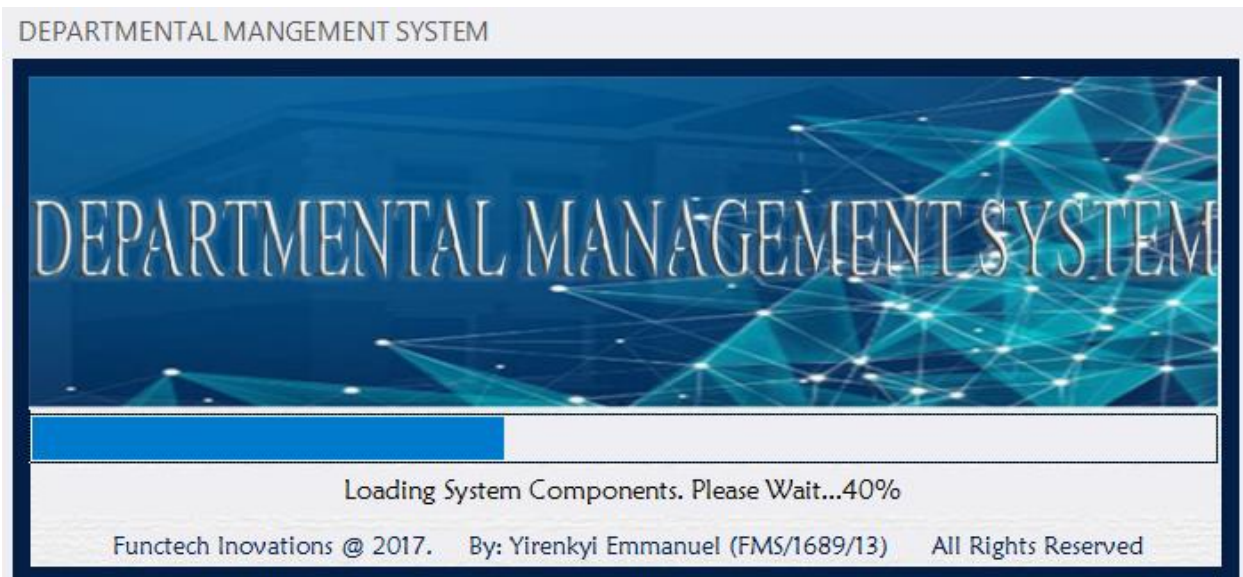 DEPARTMENTAL MANGEMENT SYSTEM
DEPARTMENTAL MANAGEMENT SYSTEM
Loading System Components. Please Wait...40%
Functech Inovations @ 2017. By: Yirenkyi Emmanuel (FMS/1689/13) All Rights Reserved